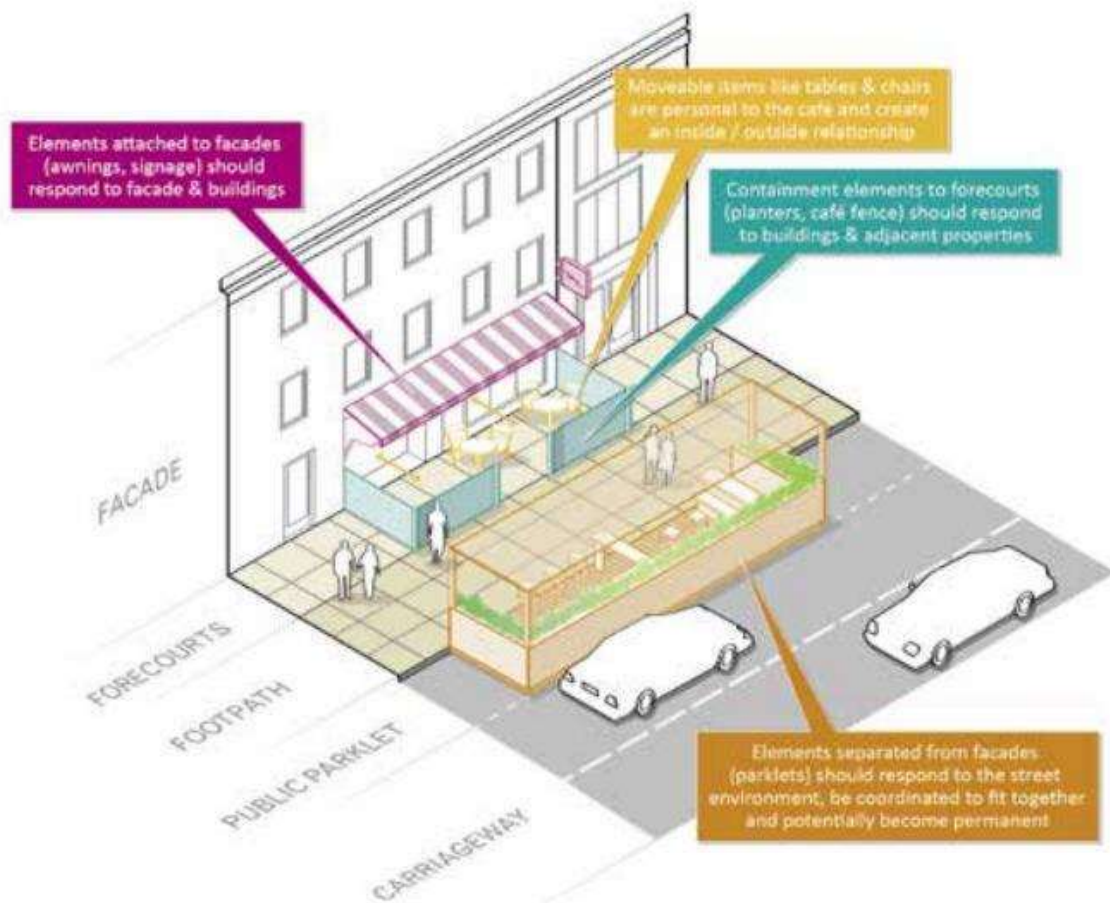 Moveable items like tables & chairs
are personal to the cafe and create
an inside / outside relationship
Elements attached to facades
(awnings, signage) should
respond to facade & buildings
Containment elements to forecourts
(planters, café fence) should respond
to buildings & adjacent properties
FACADE
FORECOURTS
FOOTPATH
PUBLIC PARKLET
CARRIAGEWAY
Elements separated from facades
(parklets) should respond to the street
environment, be coordinated to fit together
and potentially become permanent